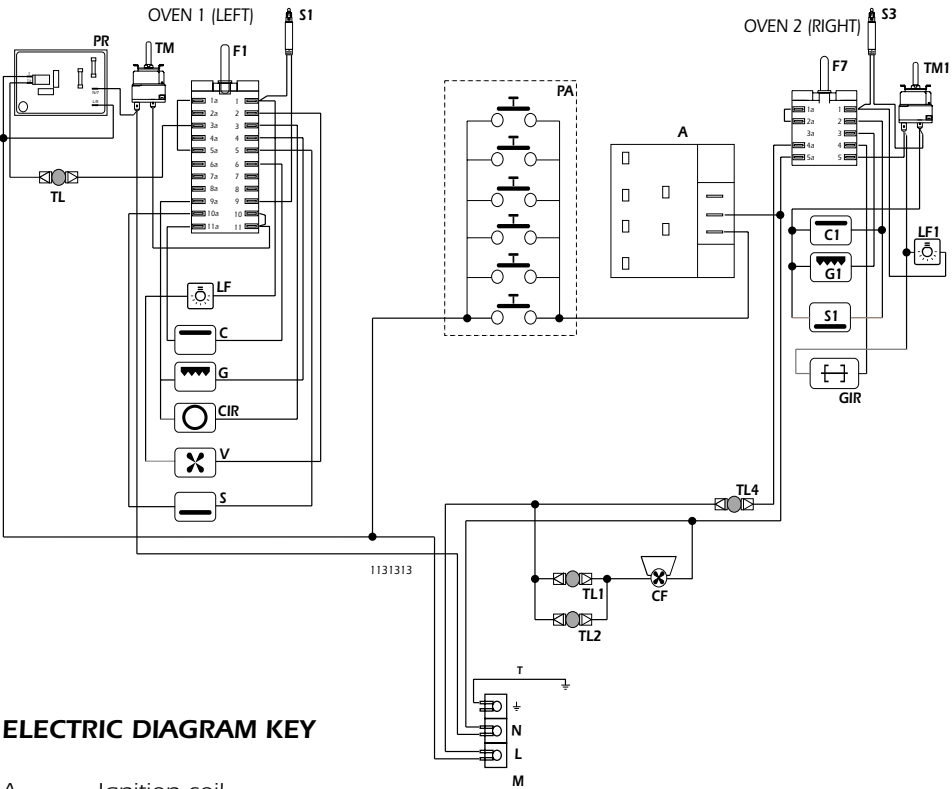 OVEN 1 (LEFT)
S1
S3
OVEN 2 (RIGHT)
PR
TM
F1
F7
TM1
PA
A
1a 1
2a 2
3a 3
4a 4
5a 5
6a 6
7a 7
8a 8
9a 9
10a 10
11a 11
1a 1
2a 2
3a 3
4a 4
5a 5
TL
T
T
T
T
T
T
C1
LF1
G1
S1
GIR
LF
C
G
CIR
V
S
TL4
1131313
TL1
CF
TL2
T
N
L
M
ELECTRIC DIAGRAM KEY